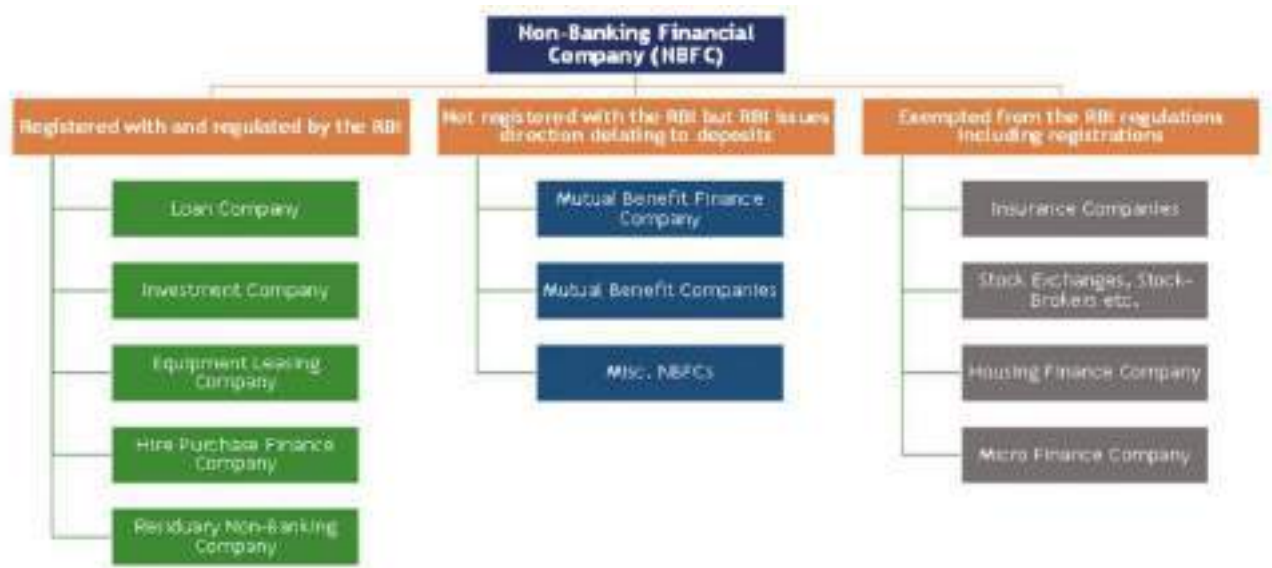 Non-Banking Financial
Company (NBFC)
Registered with and regulated by the RBI
Not registered with the RBI but RBI issues
direction delating to deposits
Exempted from the RBI regulations
including registrations
Loan Company
Investment Company
Equipment Leasing
Company
Hire Purchase Finance
Company
Residuary Non-Banking
Company
Mutual Benefit Finance
Company
Mutual Benefit Companies
Misc. NBFCs
Insurance Companies
Stock Exchanges, Stock-
Brokers etc.
Housing Finance Company
Micro Finance Company